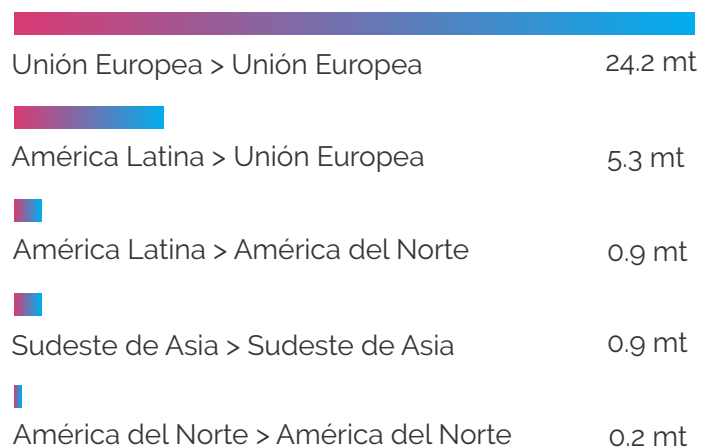 Unión Europea > Unión Europea 24.2 mt
América Latina > Unión Europea 5.3 mt
América Latina > América del Norte 0.9 mt
Sudeste de Asia > Sudeste de Asia 0.9 mt
América del Norte > América del Norte 0.2 mt